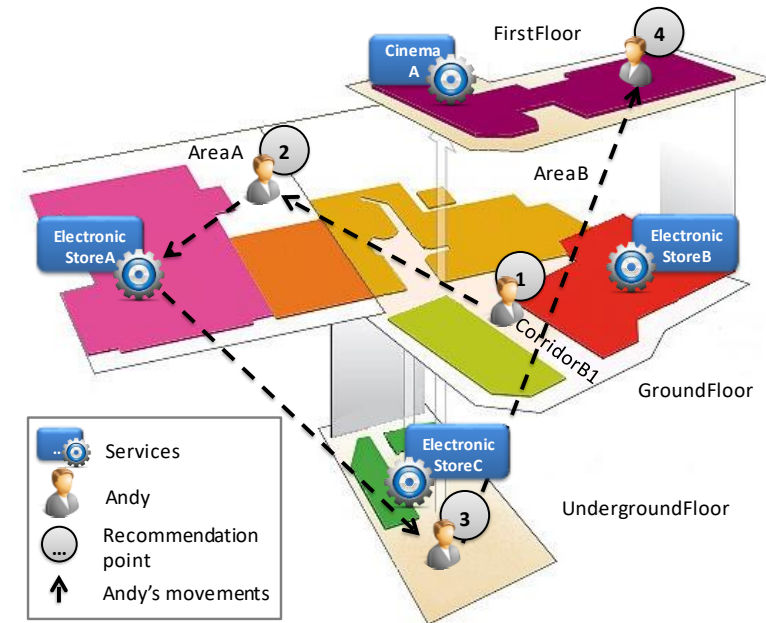 FirstFloor
4
Cinema
A
AreaA
2
AreaB
Electronic
StoreA
Electronic
StoreB
1
CorridorB1
GroundFloor
Electronic
StoreC
3
UndergroundFloor
... Services
Andy
... Recommendation
point
Andy's movements